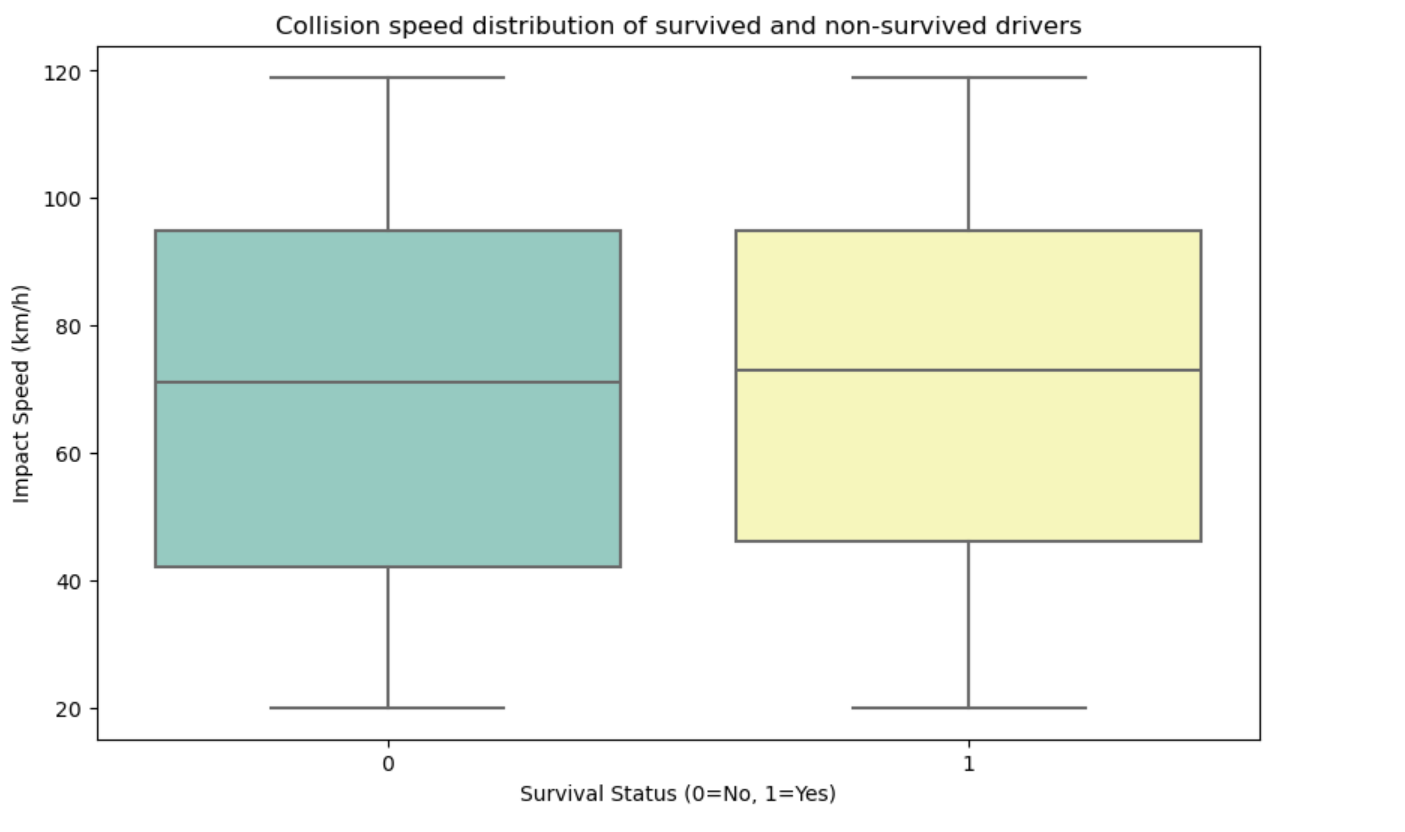 Collision speed distribution of survived and non-survived drivers
120
100
80
60
40
20
Impact Speed (km/h)
0
1
Survival Status (0=No, 1=Yes)